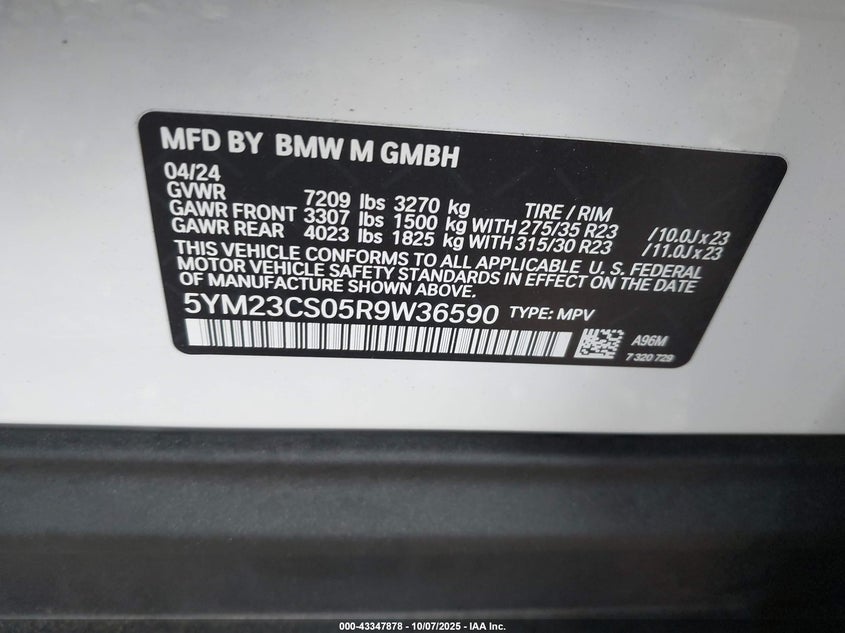 MFD BY BMW M GMBH
04/24
GVWR 7209 lbs 3270 kg TIRE / RIM
GAWR FRONT 3307 lbs 1500 kg WITH 275/35 R23 /10.0J x 23
GAWR REAR 4023 lbs 1825 kg WITH 315/30 R23 /11.0J x 23
THIS VEHICLE CONFORMS TO ALL APPLICABLE U. S. FEDERAL
MOTOR VEHICLE SAFETY STANDARDS IN EFFECT ON THE DATE
OF MANUFACTURE SHOWN ABOVE.
5YM23CS05R9W36590 TYPE: MPV
A96M
7 320 729
000-43347878 - 10/07/2025 - IAA Inc.